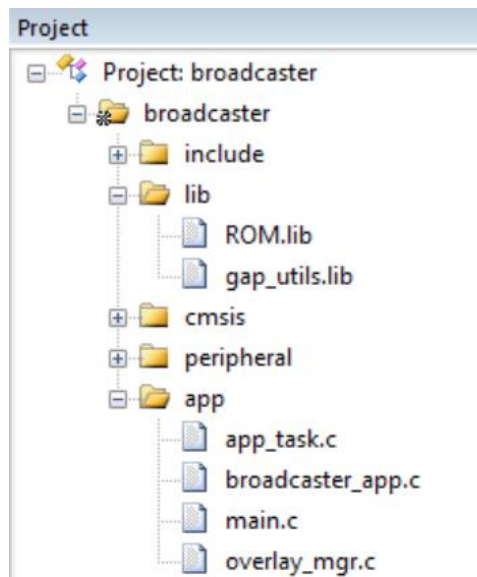 Project
Project: broadcaster
broadcaster
include
lib
ROM.lib
gap_utils.lib
cmsis
peripheral
app
app_task.c
broadcaster_app.c
main.c
overlay_mgr.c